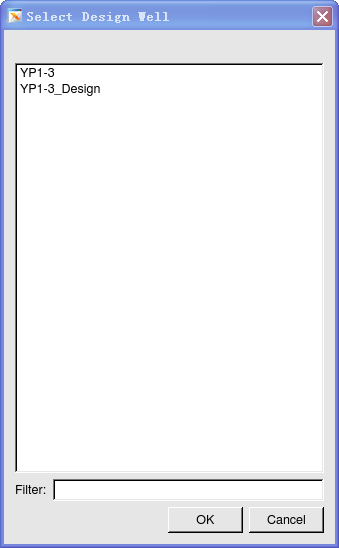 Select Design Well
YP1-3
YP1-3_Design
Filter:
OK
Cancel